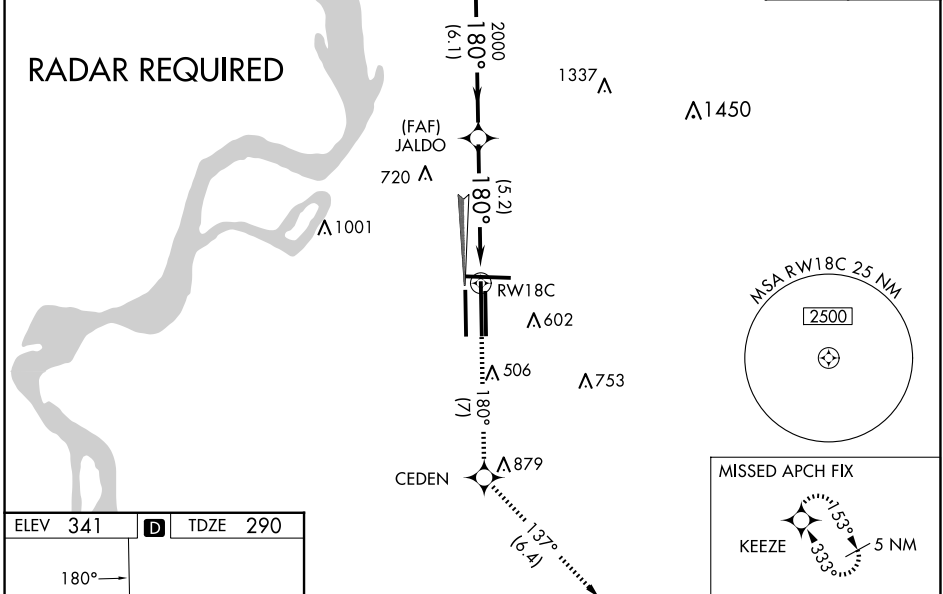 RADAR REQUIRED
2000
180°
(6.1)
1337
1450
(FAF)
JALDO
720
(5.2)
180°
1001
RW18C
602
MSA RW18C 25 NM
2500
506
753
180°
(7)
CEDEN
879
137°
(6.4)
MISSED APCH FIX
KEEZE
153°
333°
5 NM
ELEV 341 D TDZE 290
180°